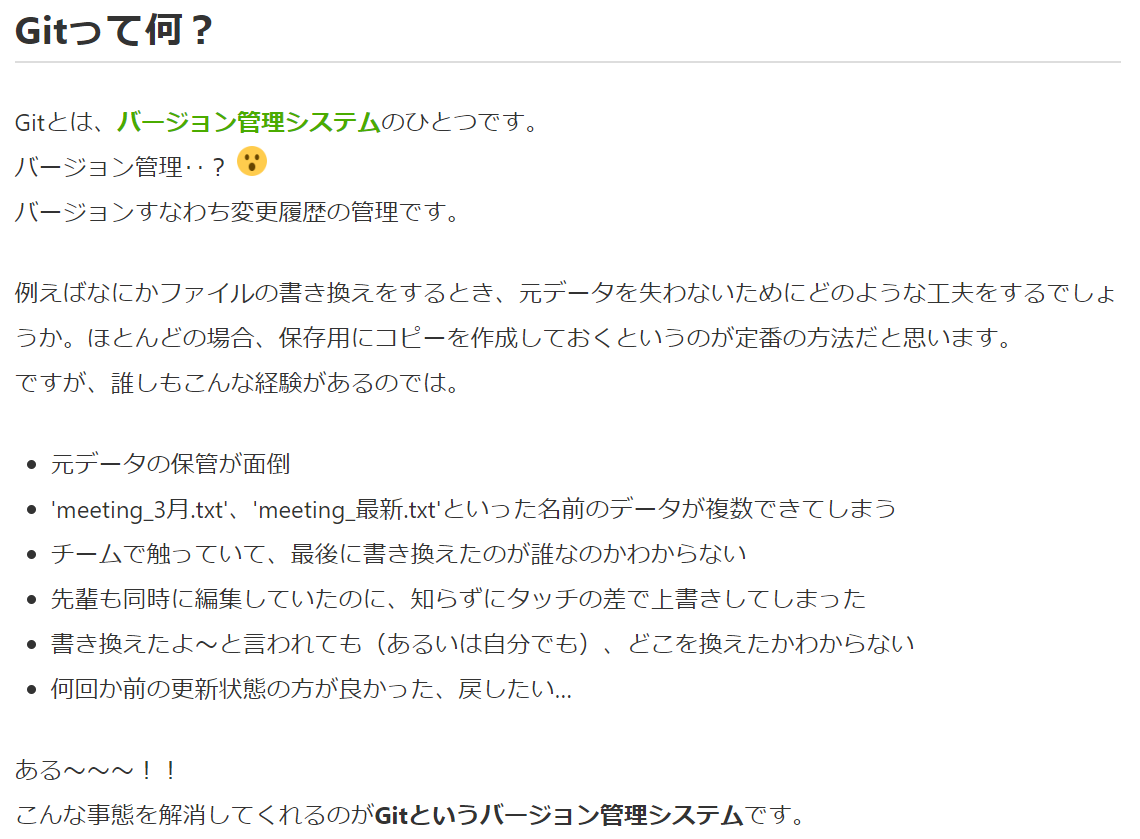 Gitって何？
Gitとは、バージョン管理システムのひとつです。
バージョン管理‥？😮
バージョンすなわち変更履歴の管理です。
例えばなにかファイルの書き換えをするとき、元データを失わないためにどのような工夫をするでしょ
うか。ほとんどの場合、保存用にコピーを作成しておくというのが定番の方法だと思います。
ですが、誰しもこんな経験があるのでは。
• 元データの保管が面倒
• 'meeting_3月.txt'、'meeting_最新.txt'といった名前のデータが複数できてしまう
• チームで触っていて、最後に書き換えたのが誰なのかわからない
• 先輩も同時に編集していたのに、知らずにタッチの差で上書きしてしまった
• 書き換えたよ〜と言われても（あるいは自分でも）、どこを換えたかわからない
• 何回か前の更新状態の方が良かった、戻したい...
ある〜〜〜！！
こんな事態を解消してくれるのがGitというバージョン管理システムです。